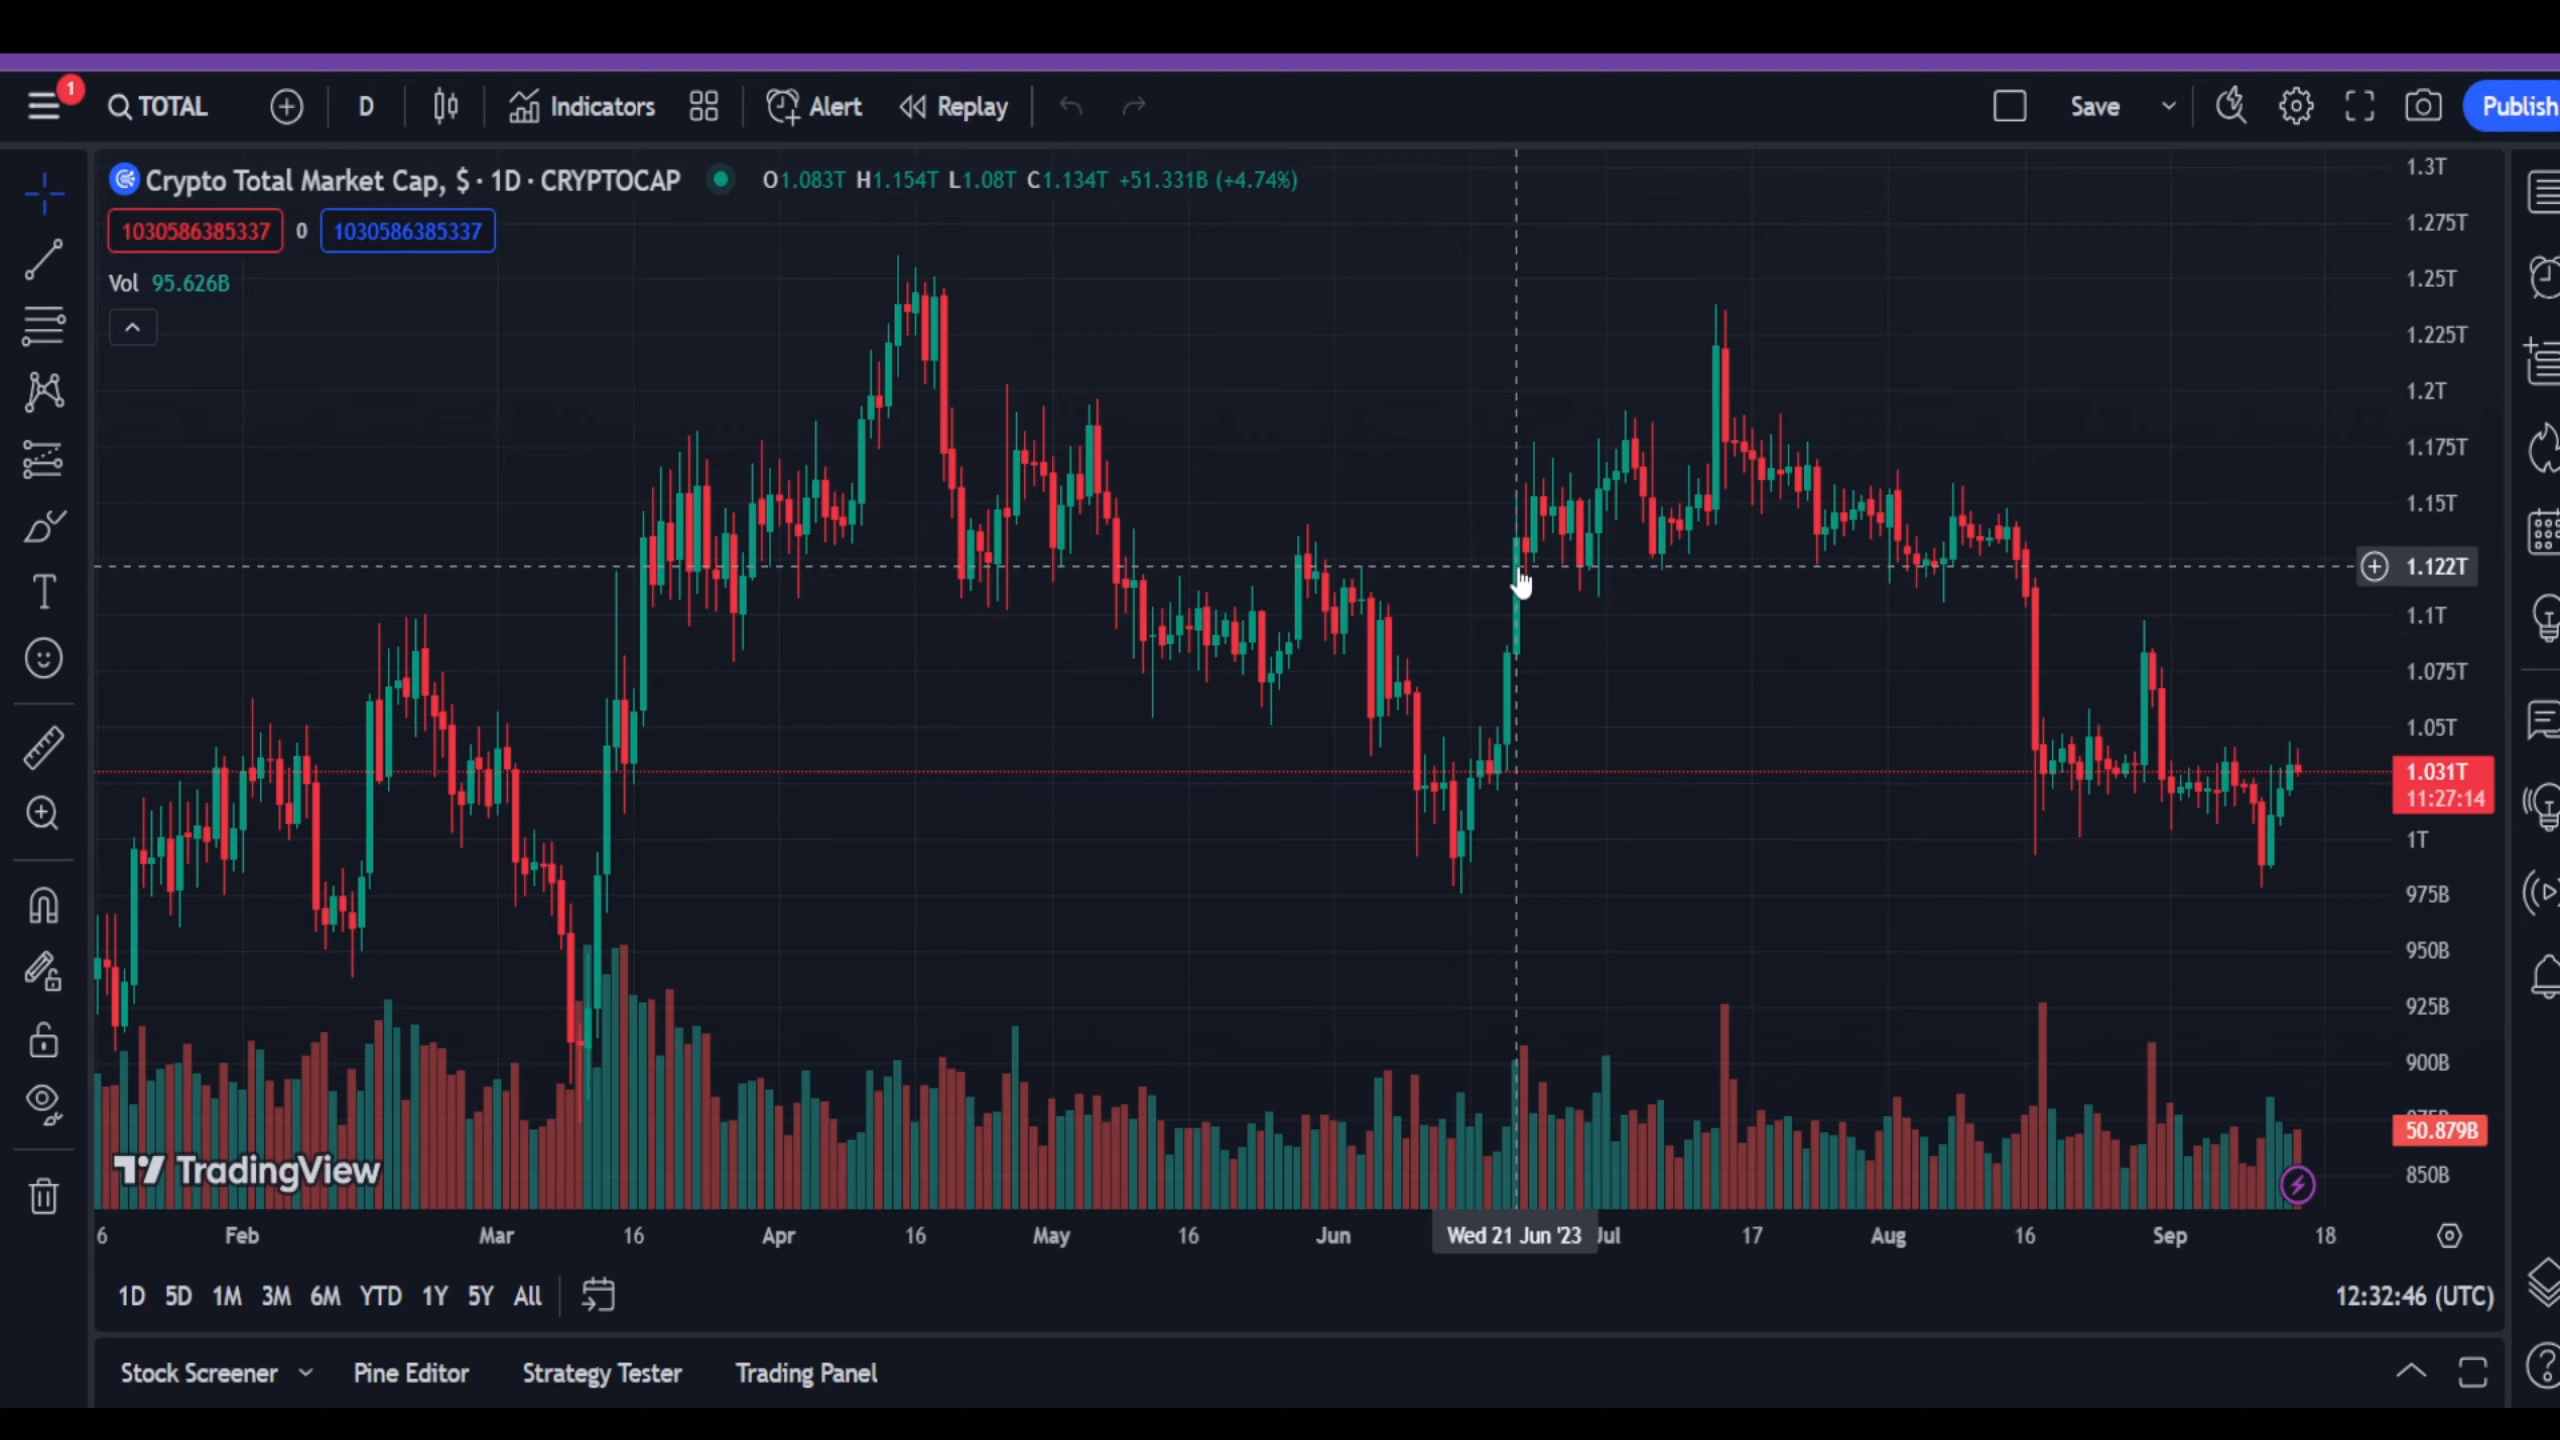 1
TOTAL
D
Indicators
Alert
Replay
Save
Publish
Crypto Total Market Cap, $ · 1D · CRYPTOCAP
O1.083T H1.154T L1.08T C1.134T +51.331B (+4.74%)
1030586385337 0 1030586385337
Vol 95.626B
1.3T
1.275T
1.25T
1.225T
1.2T
1.175T
1.15T
1.122T
1.1T
1.075T
1.05T
1.031T
11:27:14
1T
975B
950B
925B
900B
50.879B
850B
TradingView
6 Feb Mar 16 Apr 16 May 16 Jun Wed 21 Jun '23 Jul 17 Aug 16 Sep 18
1D 5D 1M 3M 6M YTD 1Y 5Y All
12:32:46 (UTC)
Stock Screener Pine Editor Strategy Tester Trading Panel